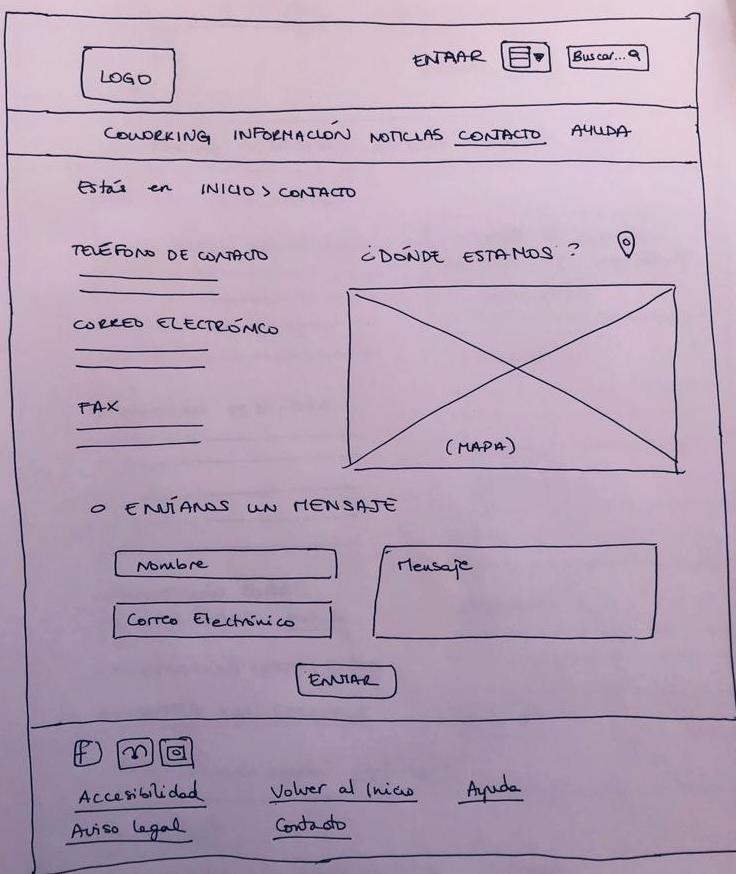 LOGO
ENTRAR Buscar...
COWORKING INFORMACIÓN NOTICIAS CONTACTO AYUDA
Estás en INICIO > CONTACTO
TELÉFONO DE CONTACTO
¿DÓNDE ESTAMOS?
CORREO ELECTRÓNICO
FAX
(MAPA)
O ENVÍANOS UN MENSAJE
Nombre
Mensaje
Correo Electrónico
ENVIAR
f
Accesibilidad Volver al Inicio Ayuda
Aviso legal Contacto